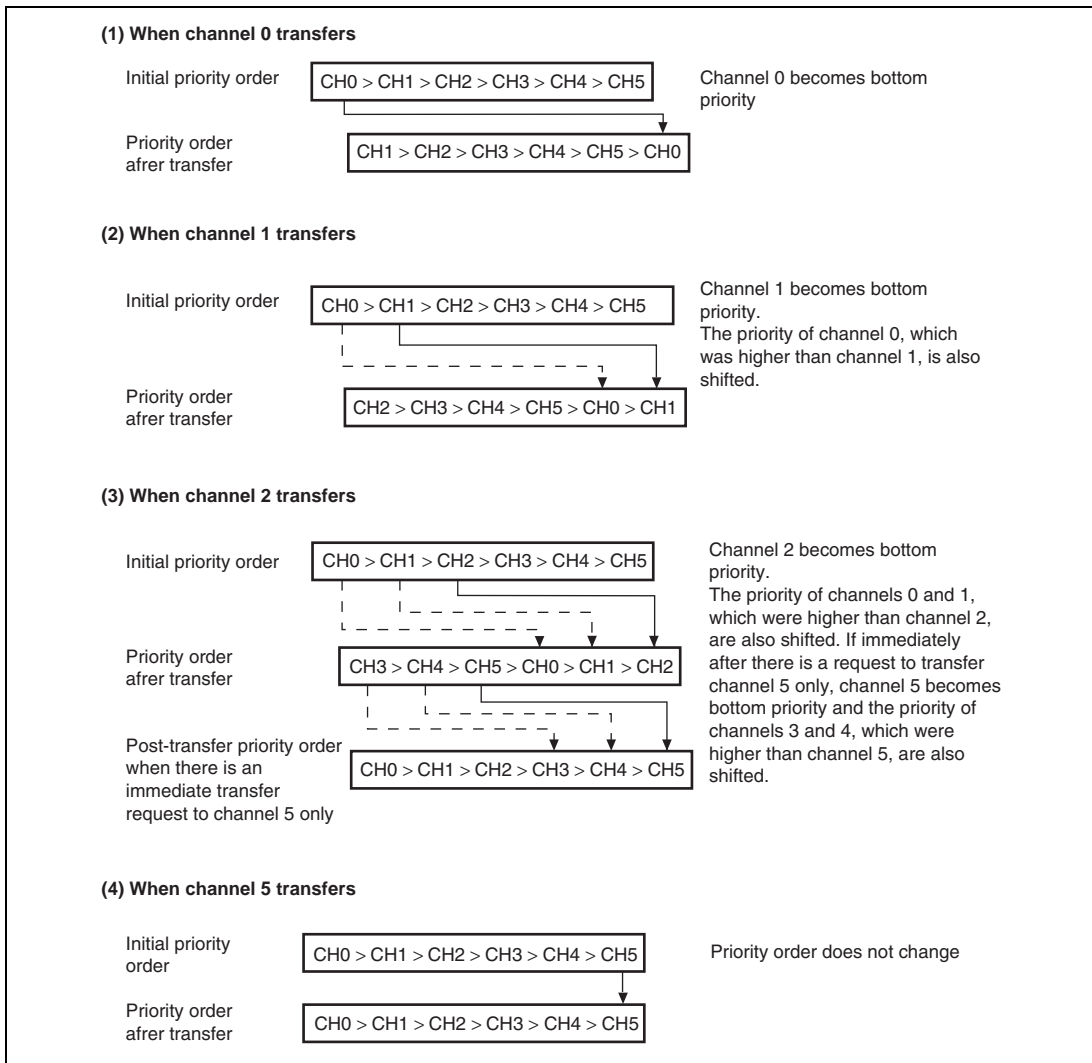 (1) When channel 0 transfers
Initial priority order
CH0 > CH1 > CH2 > CH3 > CH4 > CH5
Channel 0 becomes bottom
priority
Priority order
afrer transfer
CH1 > CH2 > CH3 > CH4 > CH5 > CH0
(2) When channel 1 transfers
Initial priority order
CH0 > CH1 > CH2 > CH3 > CH4 > CH5
Channel 1 becomes bottom
priority.
The priority of channel 0, which
was higher than channel 1, is also
shifted.
Priority order
afrer transfer
CH2 > CH3 > CH4 > CH5 > CH0 > CH1
(3) When channel 2 transfers
Initial priority order
CH0 > CH1 > CH2 > CH3 > CH4 > CH5
Channel 2 becomes bottom
priority.
The priority of channels 0 and 1,
which were higher than channel 2,
are also shifted. If immediately
after there is a request to transfer
channel 5 only, channel 5 becomes
bottom priority and the priority of
channels 3 and 4, which were
higher than channel 5, are also
shifted.
Priority order
afrer transfer
CH3 > CH4 > CH5 > CH0 > CH1 > CH2
Post-transfer priority order
when there is an
immediate transfer
request to channel 5 only
CH0 > CH1 > CH2 > CH3 > CH4 > CH5
(4) When channel 5 transfers
Initial priority
order
CH0 > CH1 > CH2 > CH3 > CH4 > CH5
Priority order does not change
Priority order
afrer transfer
CH0 > CH1 > CH2 > CH3 > CH4 > CH5